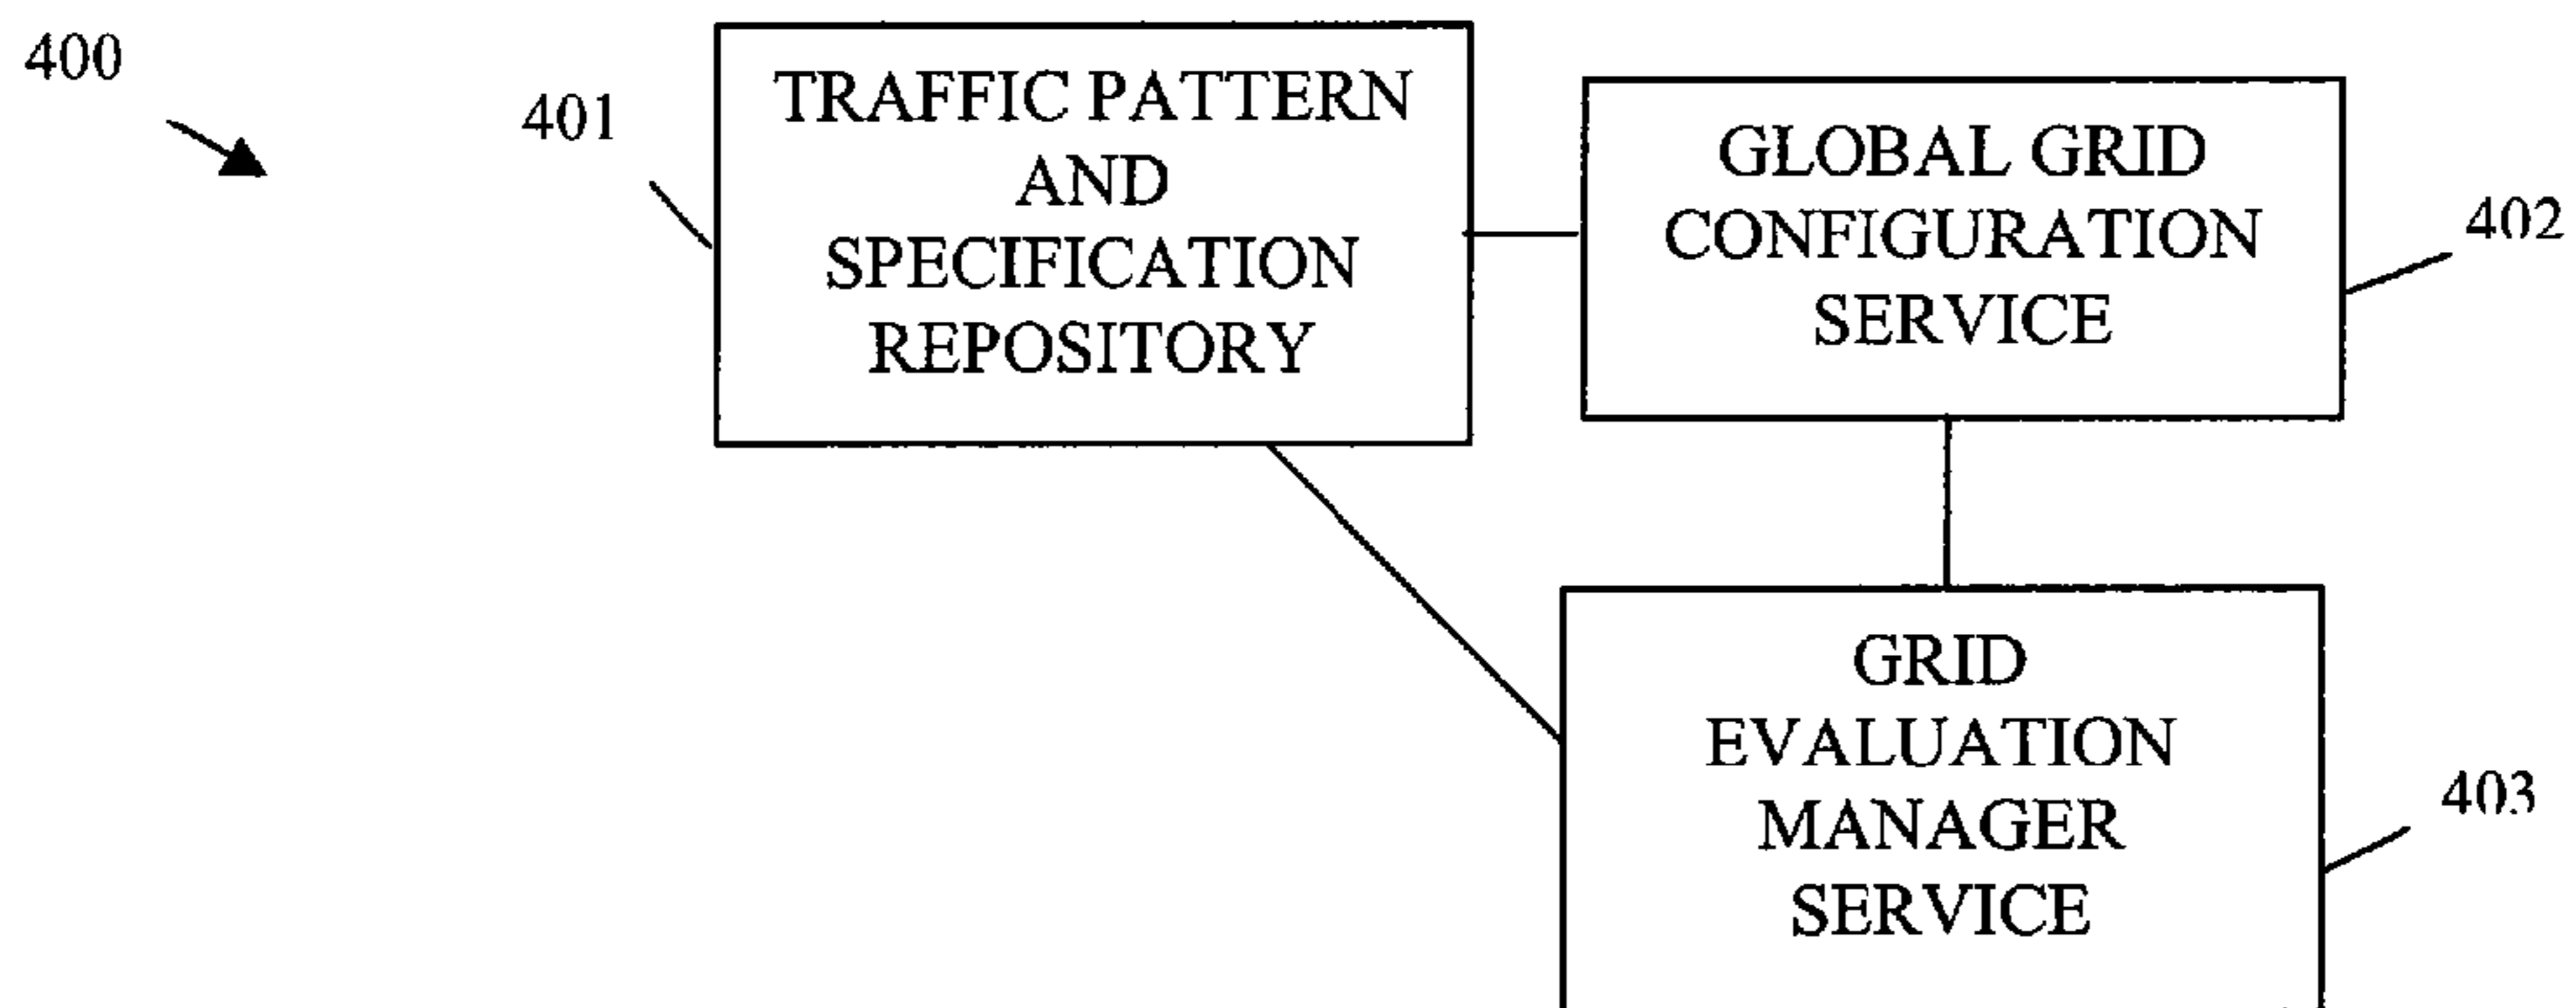 400
401
TRAFFIC PATTERN
AND
SPECIFICATION
REPOSITORY
GLOBAL GRID
CONFIGURATION
SERVICE
402
GRID
EVALUATION
MANAGER
SERVICE
403